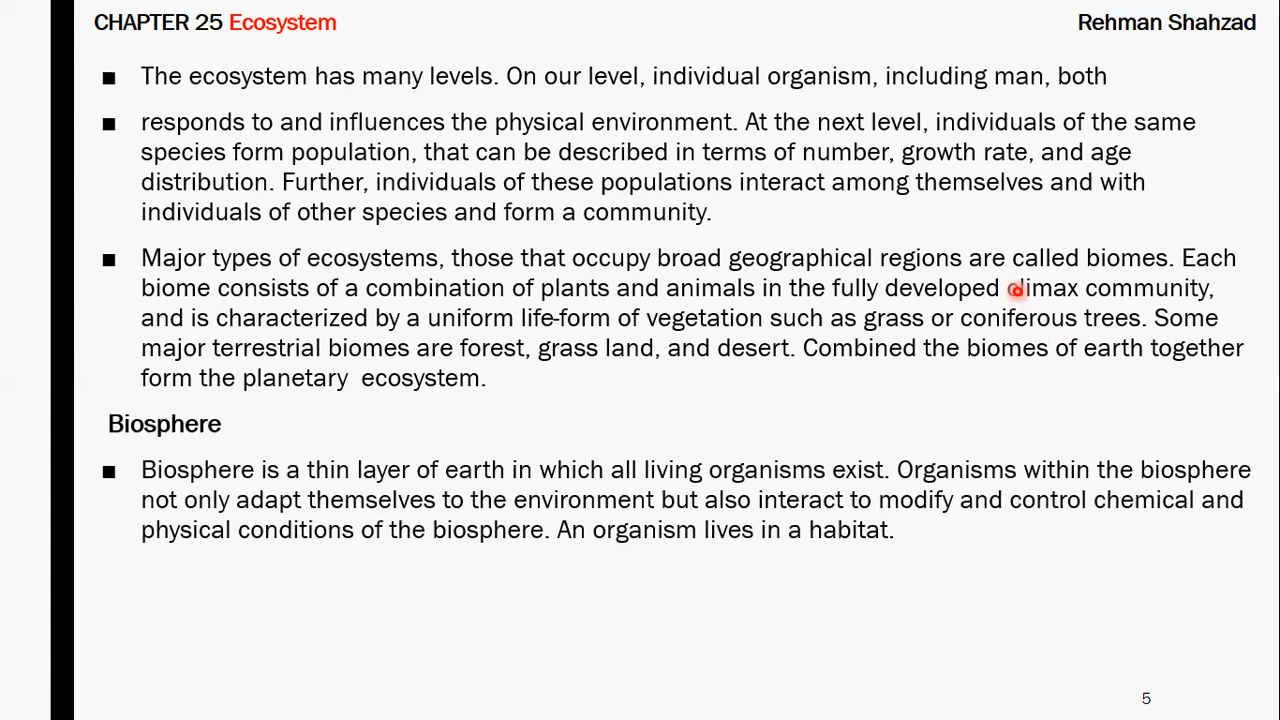 CHAPTER 25 Ecosystem Rehman Shahzad
▪ The ecosystem has many levels. On our level, individual organism, including man, both
▪ responds to and influences the physical environment. At the next level, individuals of the same
species form population, that can be described in terms of number, growth rate, and age
distribution. Further, individuals of these populations interact among themselves and with
individuals of other species and form a community.
▪ Major types of ecosystems, those that occupy broad geographical regions are called biomes. Each
biome consists of a combination of plants and animals in the fully developed climax community,
and is characterized by a uniform life-form of vegetation such as grass or coniferous trees. Some
major terrestrial biomes are forest, grass land, and desert. Combined the biomes of earth together
form the planetary ecosystem.
Biosphere
▪ Biosphere is a thin layer of earth in which all living organisms exist. Organisms within the biosphere
not only adapt themselves to the environment but also interact to modify and control chemical and
physical conditions of the biosphere. An organism lives in a habitat.
5